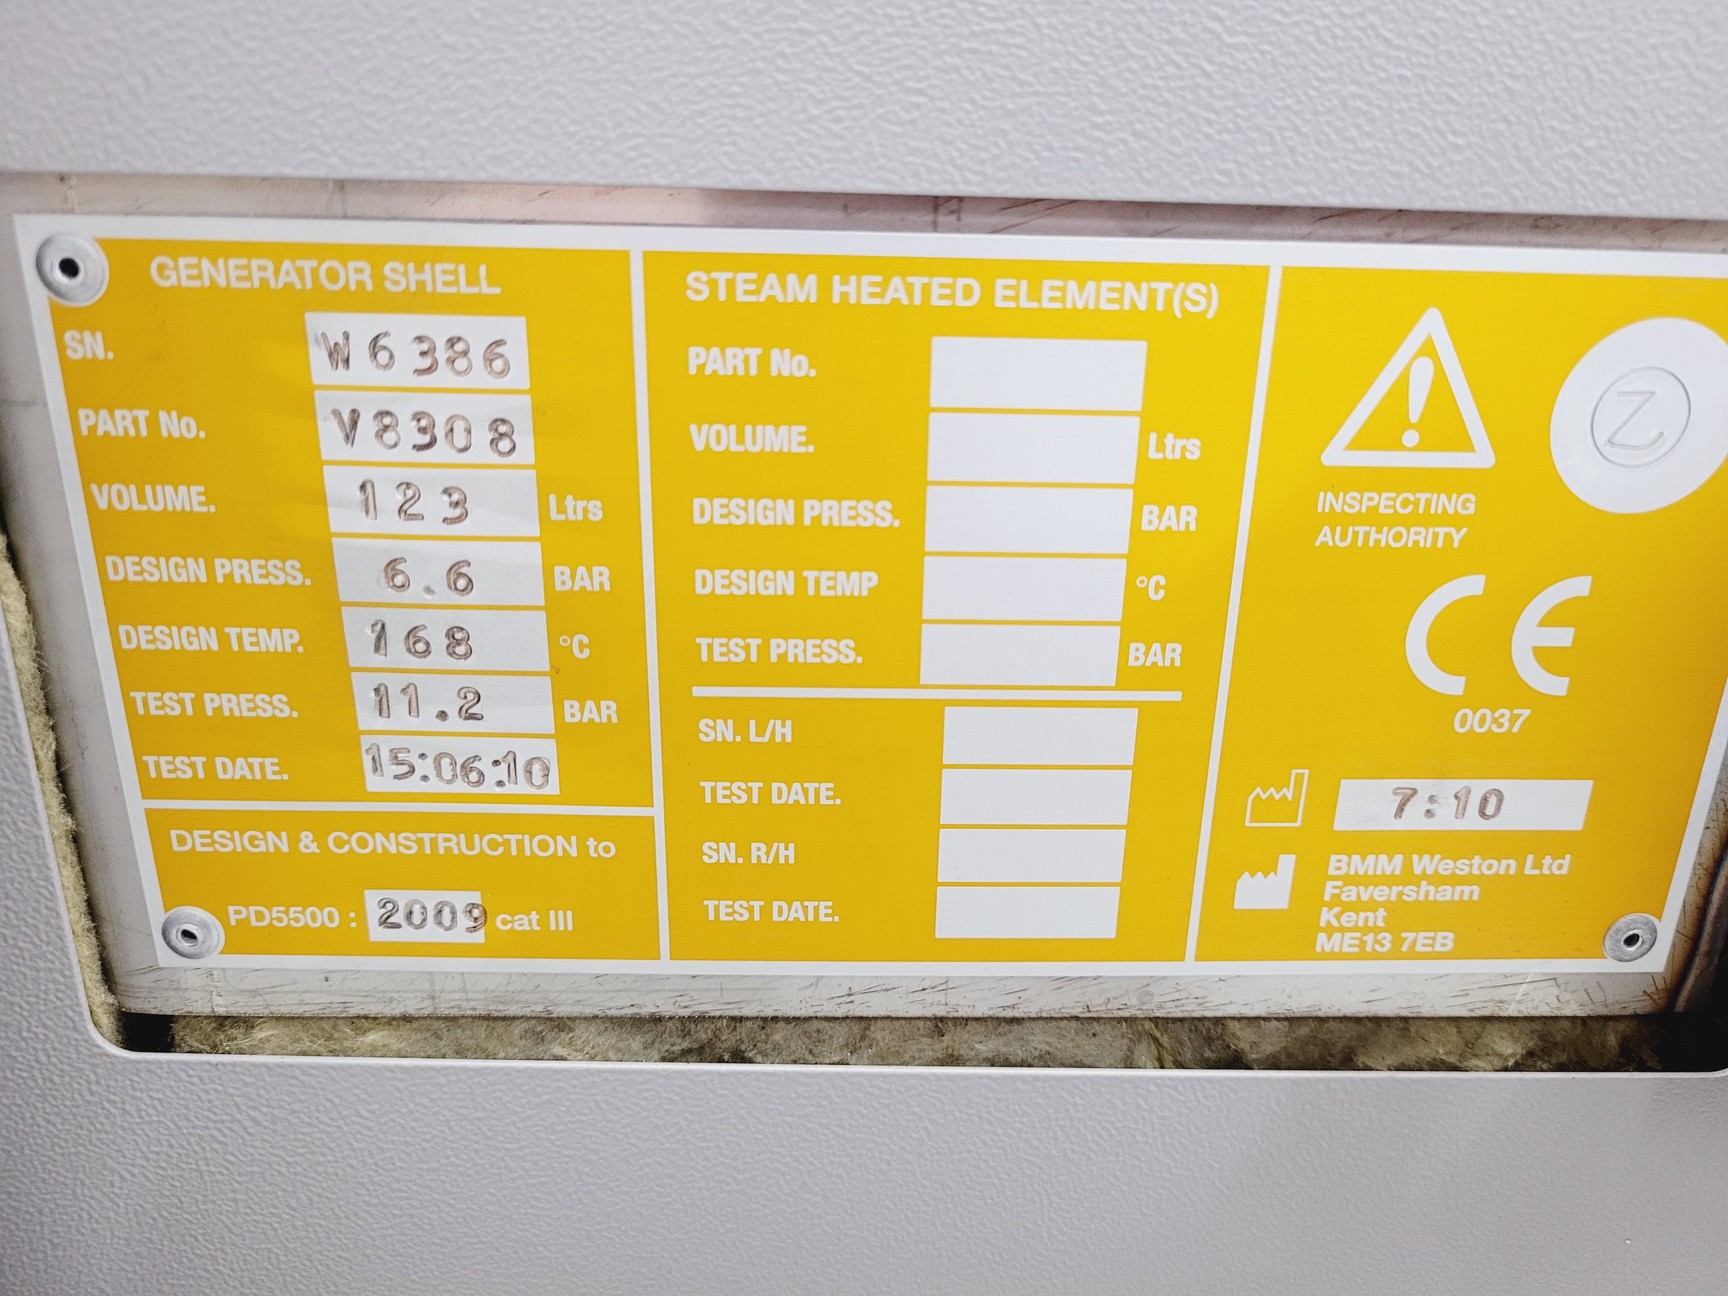 GENERATOR SHELL
SN. W6386
PART No. V8308
VOLUME. 123 Ltrs
DESIGN PRESS. 6.6 BAR
DESIGN TEMP. 168 °C
TEST PRESS. 11.2 BAR
TEST DATE. 15:06:10
DESIGN & CONSTRUCTION to
PD5500 : 2009 cat III
STEAM HEATED ELEMENT(S)
PART No.
VOLUME. Ltrs
DESIGN PRESS. BAR
DESIGN TEMP °C
TEST PRESS. BAR
SN. L/H
TEST DATE.
SN. R/H
TEST DATE.
Z
INSPECTING
AUTHORITY
CE
0037
7:10
BMM Weston Ltd
Faversham
Kent
ME13 7EB